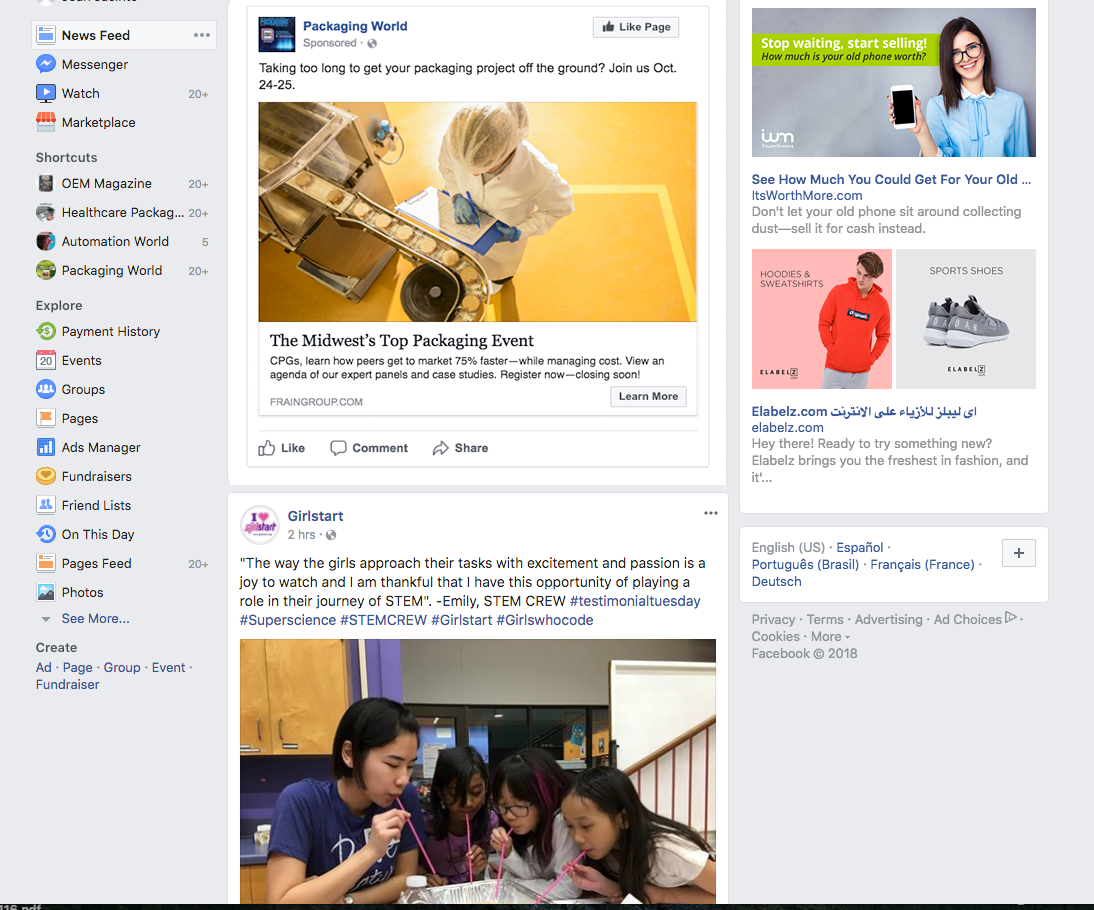 News Feed
Messenger
Watch 20+
Marketplace
Shortcuts
OEM Magazine 20+
Healthcare Packag... 20+
Automation World 5
Packaging World 20+
Explore
Payment History
20 Events
Groups
Pages
Ads Manager
Fundraisers
Friend Lists
On This Day
Pages Feed 20+
Photos
See More...
Create
Ad · Page · Group · Event ·
Fundraiser
Packaging World
Sponsored ·
Like Page
Taking too long to get your packaging project off the ground? Join us Oct.
24-25.
The Midwest’s Top Packaging Event
CPGs, learn how peers get to market 75% faster—while managing cost. View an
agenda of our expert panels and case studies. Register now—closing soon!
FRAINGROUP.COM
Learn More
Like Comment Share
I girlstart
Girlstart
2 hrs ·
"The way the girls approach their tasks with excitement and passion is a
joy to watch and I am thankful that I have this opportunity of playing a
role in their journey of STEM". -Emily, STEM CREW #testimonialtuesday
#Superscience #STEMCREW #Girlstart #Girlswhocode
Stop waiting, start selling!
How much is your old phone worth?
iwm
See How Much You Could Get For Your Old ...
ItsWorthMore.com
Don't let your old phone sit around collecting
dust—sell it for cash instead.
HOODIES &
SWEATSHIRTS
ELABELZ
SPORTS SHOES
ELABELZ
Elabelz.com اى ليبلز للأزياء على الانترنت
elabelz.com
Hey there! Ready to try something new?
Elabelz brings you the freshest in fashion, and
it'...
English (US) · Español ·
Português (Brasil) · Français (France) ·
Deutsch
+
Privacy · Terms · Advertising · Ad Choices ·
Cookies · More
Facebook © 2018